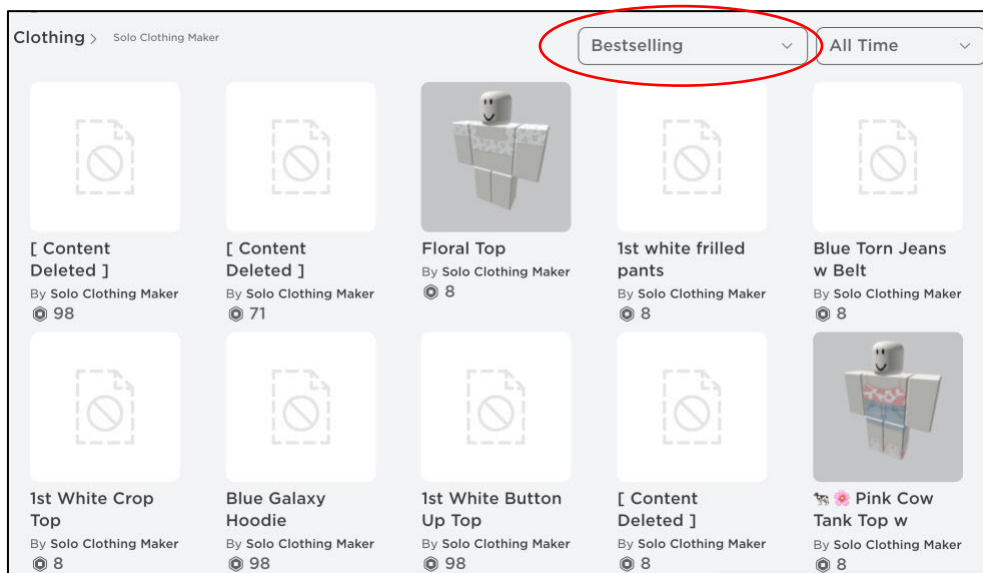 Clothing > Solo Clothing Maker
Bestselling
All Time
[ Content
Deleted ]
By Solo Clothing Maker
98
[ Content
Deleted ]
By Solo Clothing Maker
71
Floral Top
By Solo Clothing Maker
8
1st white frilled
pants
By Solo Clothing Maker
8
Blue Torn Jeans
w Belt
By Solo Clothing Maker
8
1st White Crop
Top
By Solo Clothing Maker
8
Blue Galaxy
Hoodie
By Solo Clothing Maker
98
1st White Button
Up Top
By Solo Clothing Maker
98
[ Content
Deleted ]
By Solo Clothing Maker
8
🐄 🌸 Pink Cow
Tank Top w
By Solo Clothing Maker
8